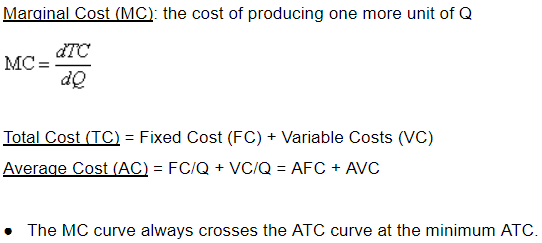 Marginal Cost (MC): the cost of producing one more unit of Q
MC = dTC/dQ
Total Cost (TC) = Fixed Cost (FC) + Variable Costs (VC)
Average Cost (AC) = FC/Q + VC/Q = AFC + AVC
● The MC curve always crosses the ATC curve at the minimum ATC.